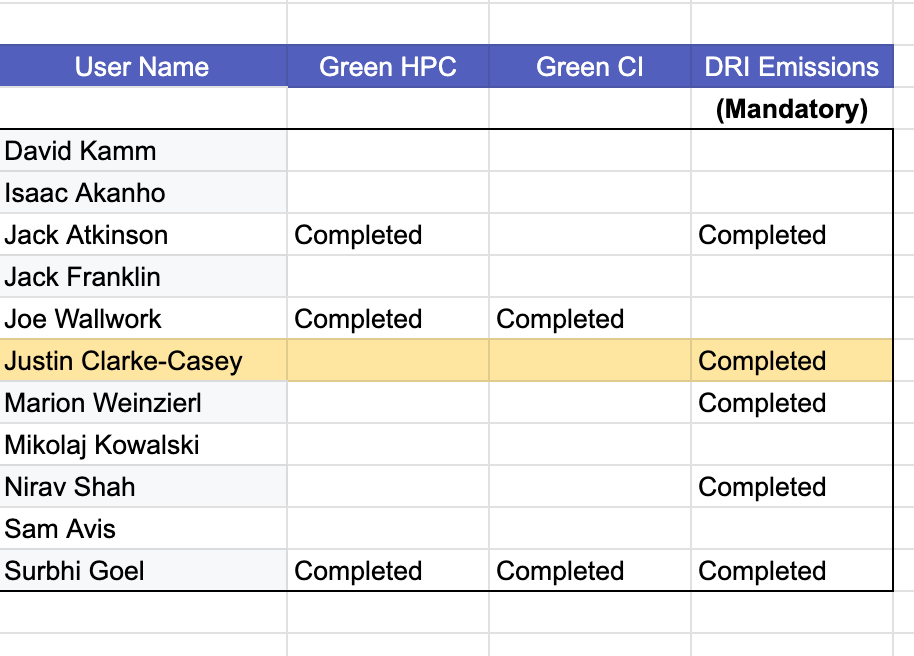 User Name Green HPC Green CI DRI Emissions
(Mandatory)
David Kamm
Isaac Akanho
Jack Atkinson Completed Completed
Jack Franklin
Joe Wallwork Completed Completed
Justin Clarke-Casey Completed
Marion Weinzierl Completed
Mikolaj Kowalski
Nirav Shah Completed
Sam Avis
Surbhi Goel Completed Completed Completed